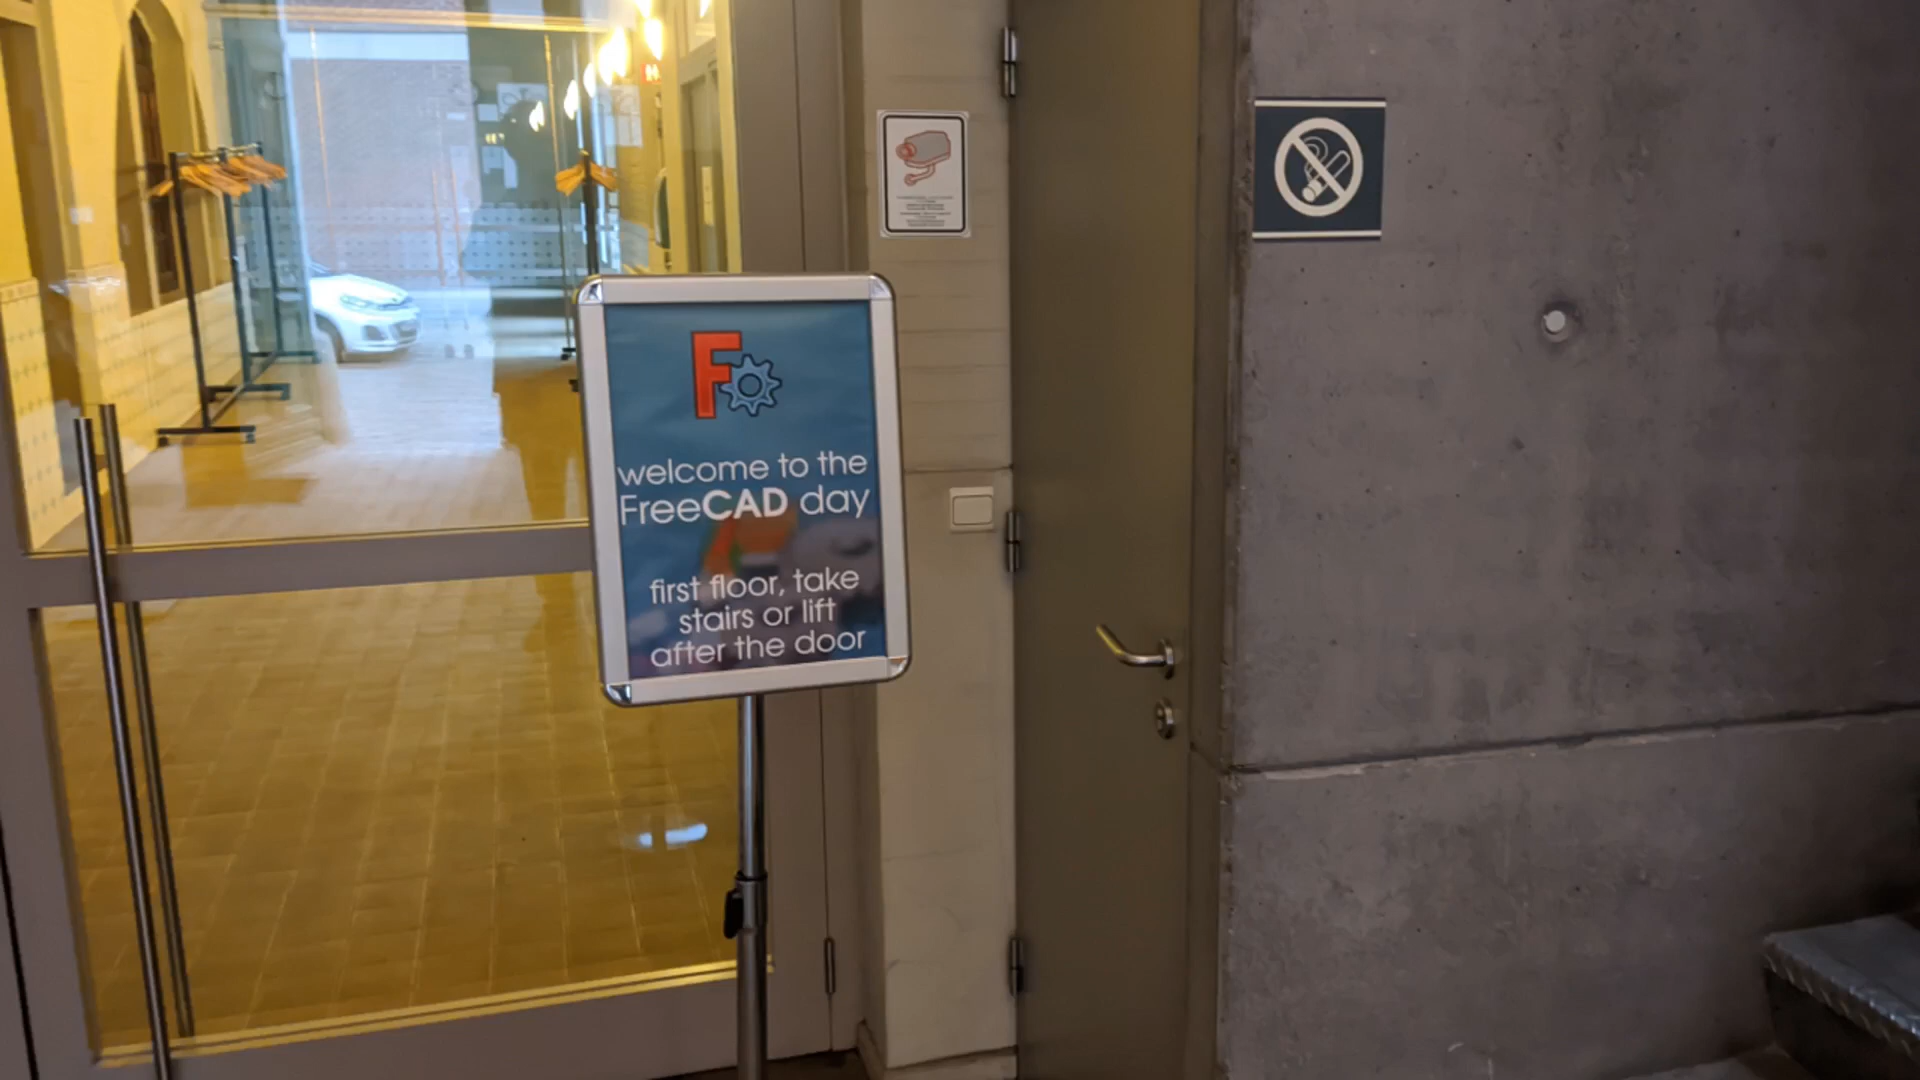 F
welcome to the
FreeCAD day
first floor, take
stairs or lift
after the door